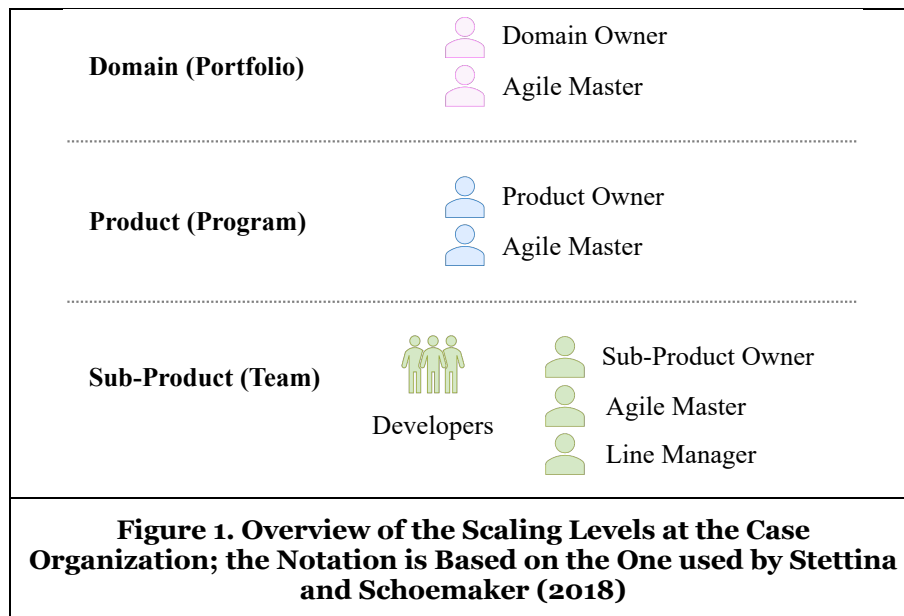 Domain (Portfolio)
Domain Owner
Agile Master
Product (Program)
Product Owner
Agile Master
Sub-Product (Team)
Developers
Sub-Product Owner
Agile Master
Line Manager
Figure 1. Overview of the Scaling Levels at the Case
Organization; the Notation is Based on the One used by Stettina
and Schoemaker (2018)